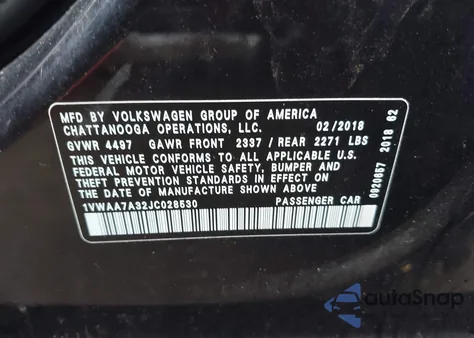 MFD BY VOLKSWAGEN GROUP OF AMERICA
CHATTANOOGA OPERATIONS, LLC. 02/2018
GVWR 4497 GAWR FRONT 2337 / REAR 2271 LBS
THIS VEHICLE CONFORMS TO ALL APPLICABLE U.S.
FEDERAL MOTOR VEHICLE SAFETY, BUMPER AND
THEFT PREVENTION STANDARDS IN EFFECT ON
THE DATE OF MANUFACTURE SHOWN ABOVE.
1VWAA7A32JC028530 PASSENGER CAR
0920657 2018 02
autoSnap